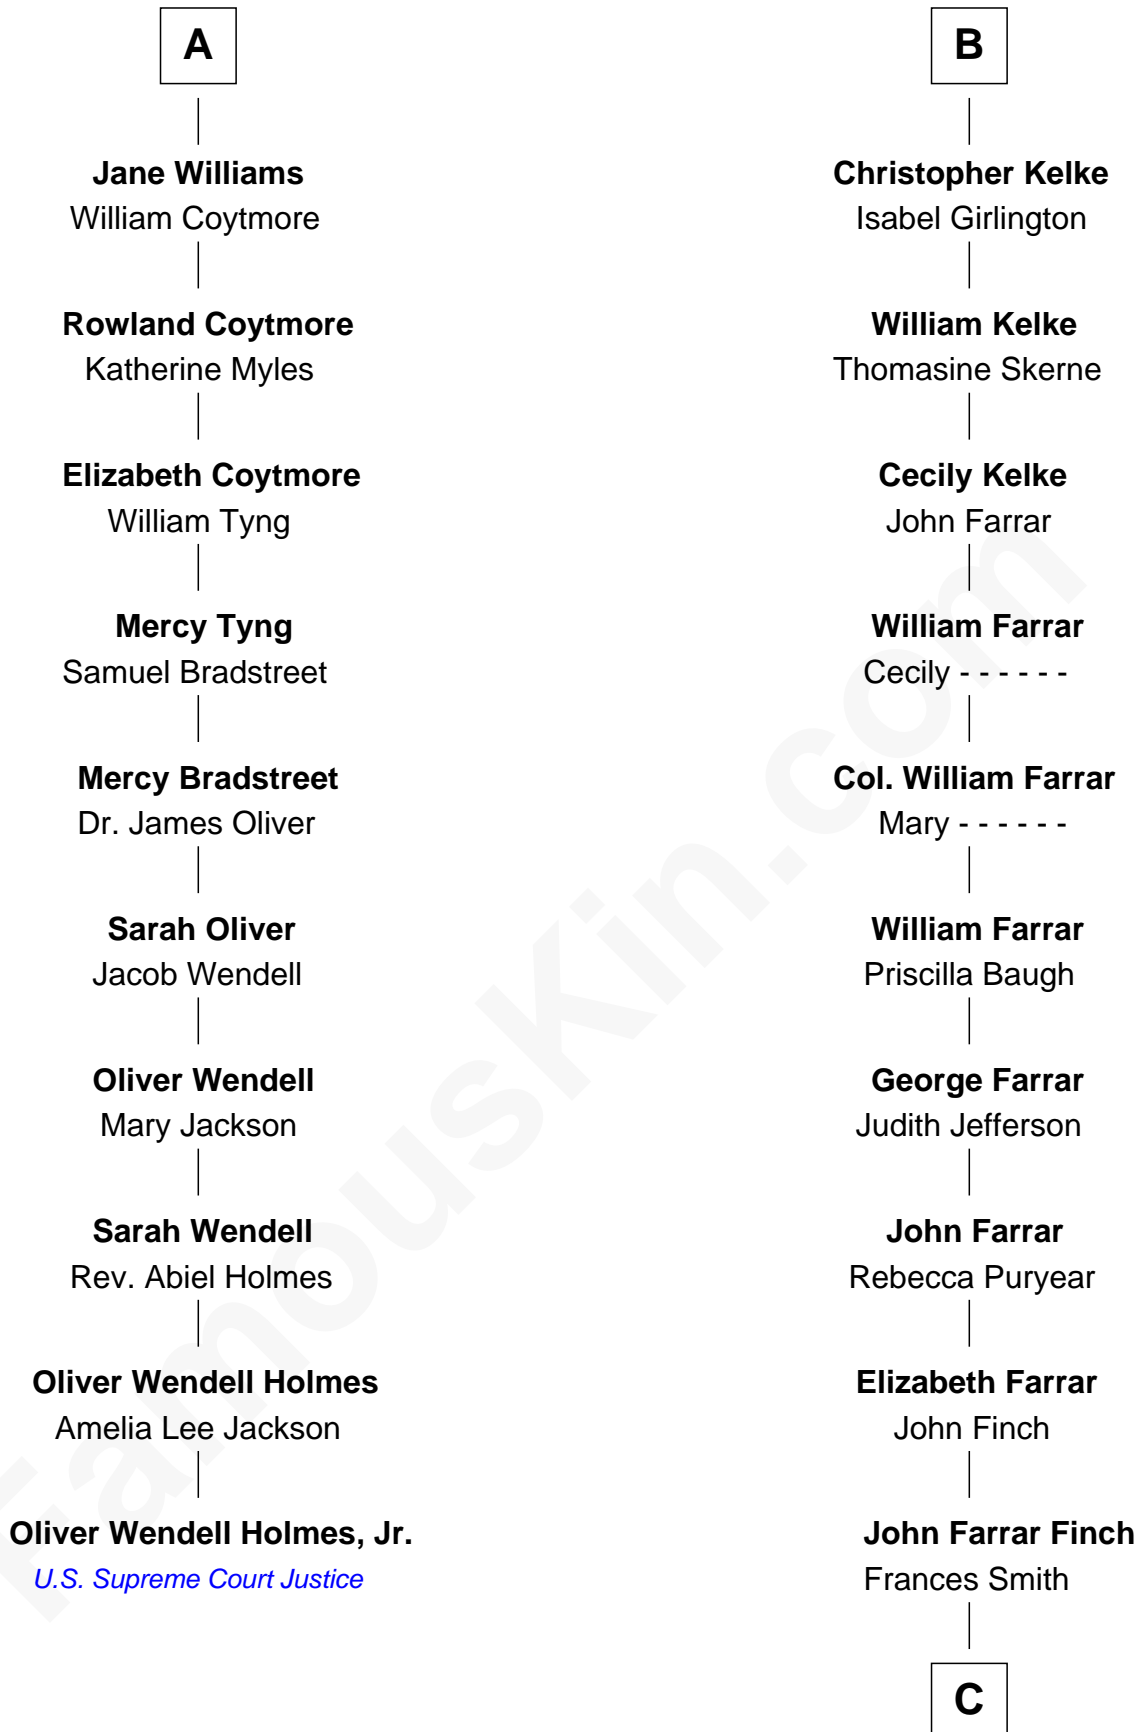 A
Jane Williams
William Coytmore
Rowland Coytmore
Katherine Myles
Elizabeth Coytmore
William Tyng
Mercy Tyng
Samuel Bradstreet
Mercy Bradstreet
Dr. James Oliver
Sarah Oliver
Jacob Wendell
Oliver Wendell
Mary Jackson
Sarah Wendell
Rev. Abiel Holmes
Oliver Wendell Holmes
Amelia Lee Jackson
Oliver Wendell Holmes, Jr.
U.S. Supreme Court Justice
B
Christopher Kelke
Isabel Girlington
William Kelke
Thomasine Skerne
Cecily Kelke
John Farrar
William Farrar
Cecily - - - - - -
Col. William Farrar
Mary - - - - - -
William Farrar
Priscilla Baugh
George Farrar
Judith Jefferson
John Farrar
Rebecca Puryear
Elizabeth Farrar
John Finch
John Farrar Finch
Frances Smith
C
FamousKin.com